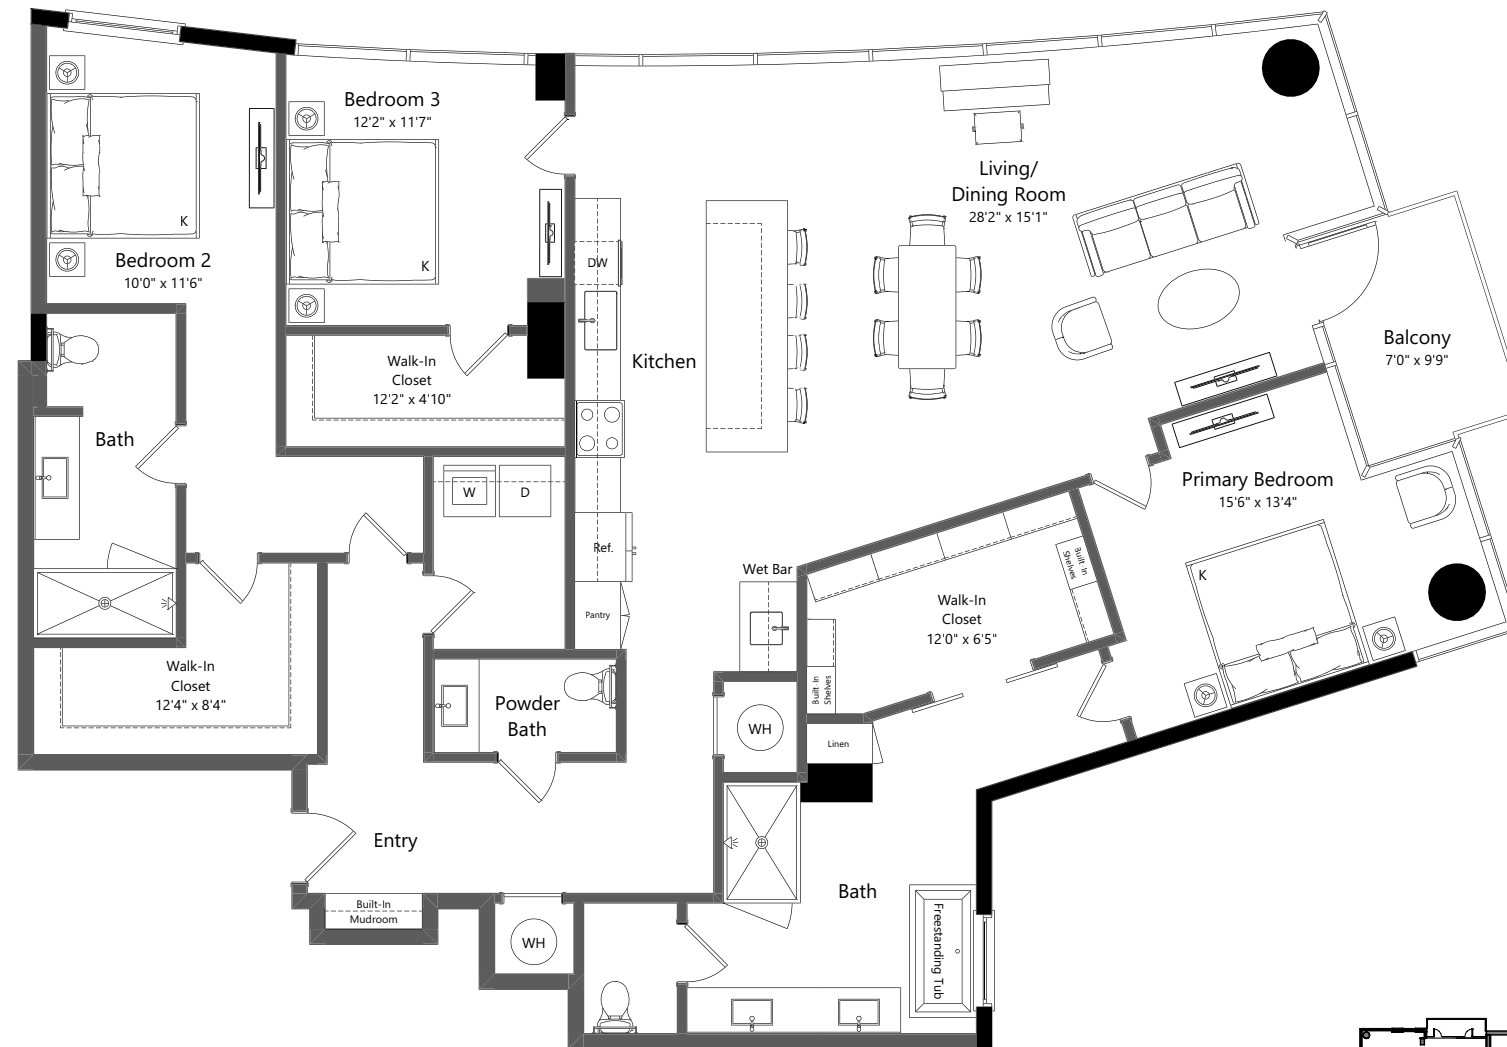 Bedroom 3
12'2" x 11'7"
Living/
Dining Room
28'2" x 15'1"
K
Bedroom 2
10'0" x 11'6"
K
DW
Kitchen
Balcony
7'0" x 9'9"
Walk-In
Closet
12'2" x 4'10"
Bath
W
D
Primary Bedroom
15'6" x 13'4"
Ref.
Wet Bar
Built-In
Shelves
K
Pantry
Walk-In
Closet
12'0" x 6'5"
Walk-In
Closet
12'4" x 8'4"
Built-In
Shelves
Powder
Bath
WH
Linen
Entry
Bath
Built-In
Mudroom
WH
Freestanding Tub